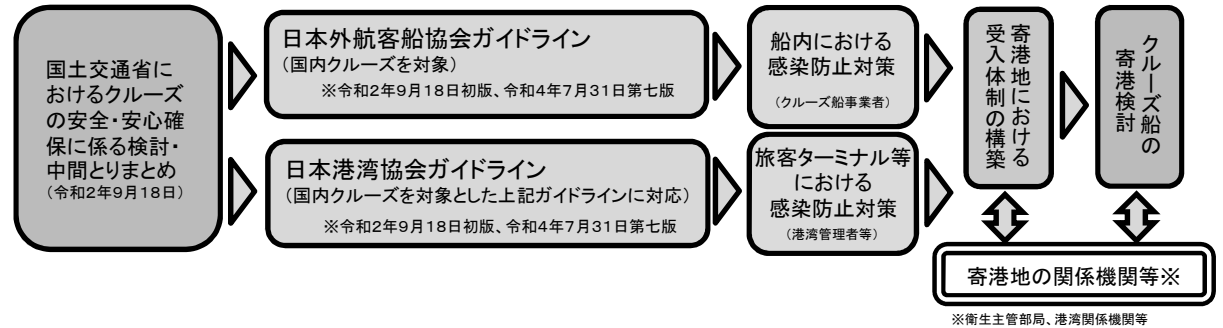 国土交通省に
おけるクルーズ
の安全・安心確
保に係る検討・
中間とりまとめ
(令和2年9月18日)
日本外航客船協会ガイドライン
(国内クルーズを対象)
※令和2年9月18日初版、令和4年7月31日第七版
日本港湾協会ガイドライン
(国内クルーズを対象とした上記ガイドラインに対応)
※令和2年9月18日初版、令和4年7月31日第七版
船内における
感染防止対策
(クルーズ船事業者)
旅客ターミナル等
における
感染防止対策
(港湾管理者等)
寄港地における
受入体制の構築
クルーズ船の
寄港検討
寄港地の関係機関等※
※衛生主管部局、港湾関係機関等